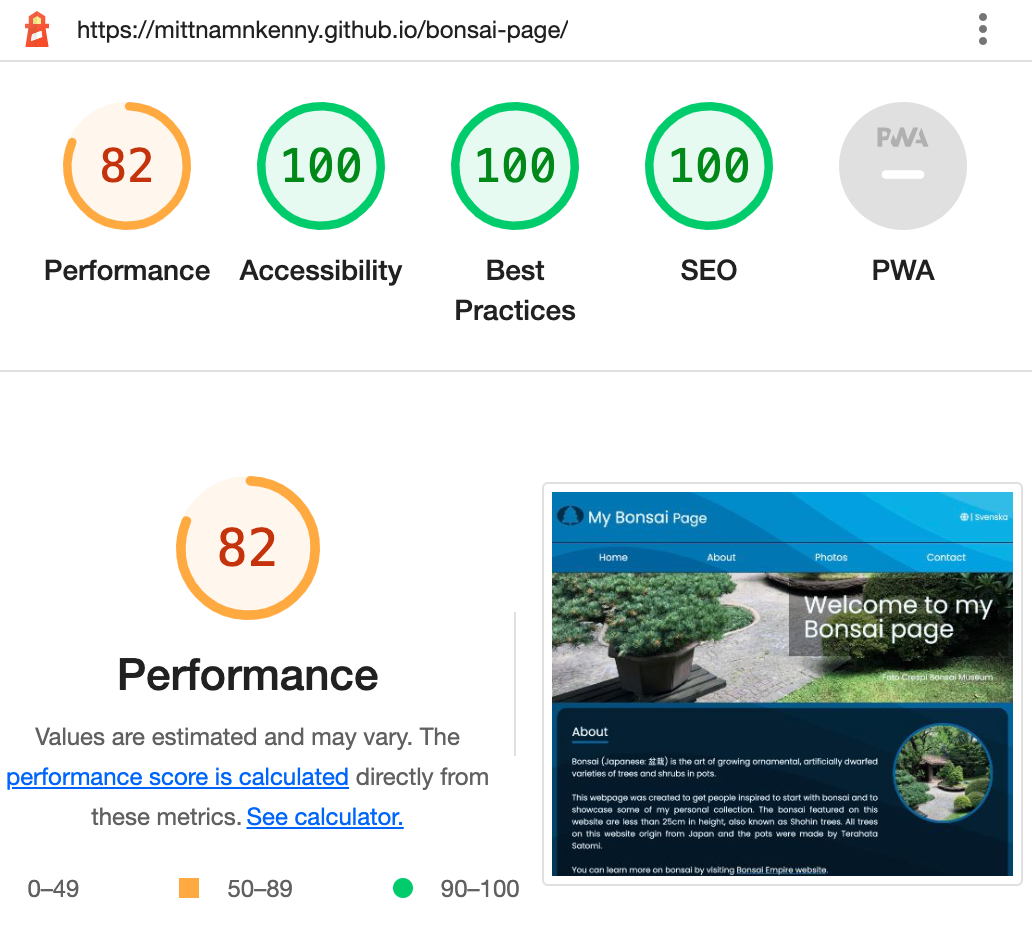 https://mittnamnkenny.github.io/bonsai-page/
82
100
100
100
PWA
Performance
Accessibility
Best
Practices
SEO
PWA
82
Performance
Values are estimated and may vary. The
performance score is calculated directly from
these metrics. See calculator.
0–49
50–89
90–100
My Bonsai Page
| Svenska
Home
About
Photos
Contact
Welcome to my
Bonsai page
Foto Crespi Bonsai Museum
About
Bonsai (Japanese: 盆栽) is the art of growing ornamental, artificially dwarfed
varieties of trees and shrubs in pots.
This webpage was created to get people inspired to start with bonsai and to
showcase some of my personal collection. The bonsai featured on this
website are less than 25cm in height, also known as Shohin trees. All trees
on this website origin from Japan and the pots were made by Terahata
Satomi.
You can learn more on bonsai by visiting Bonsai Empire website.